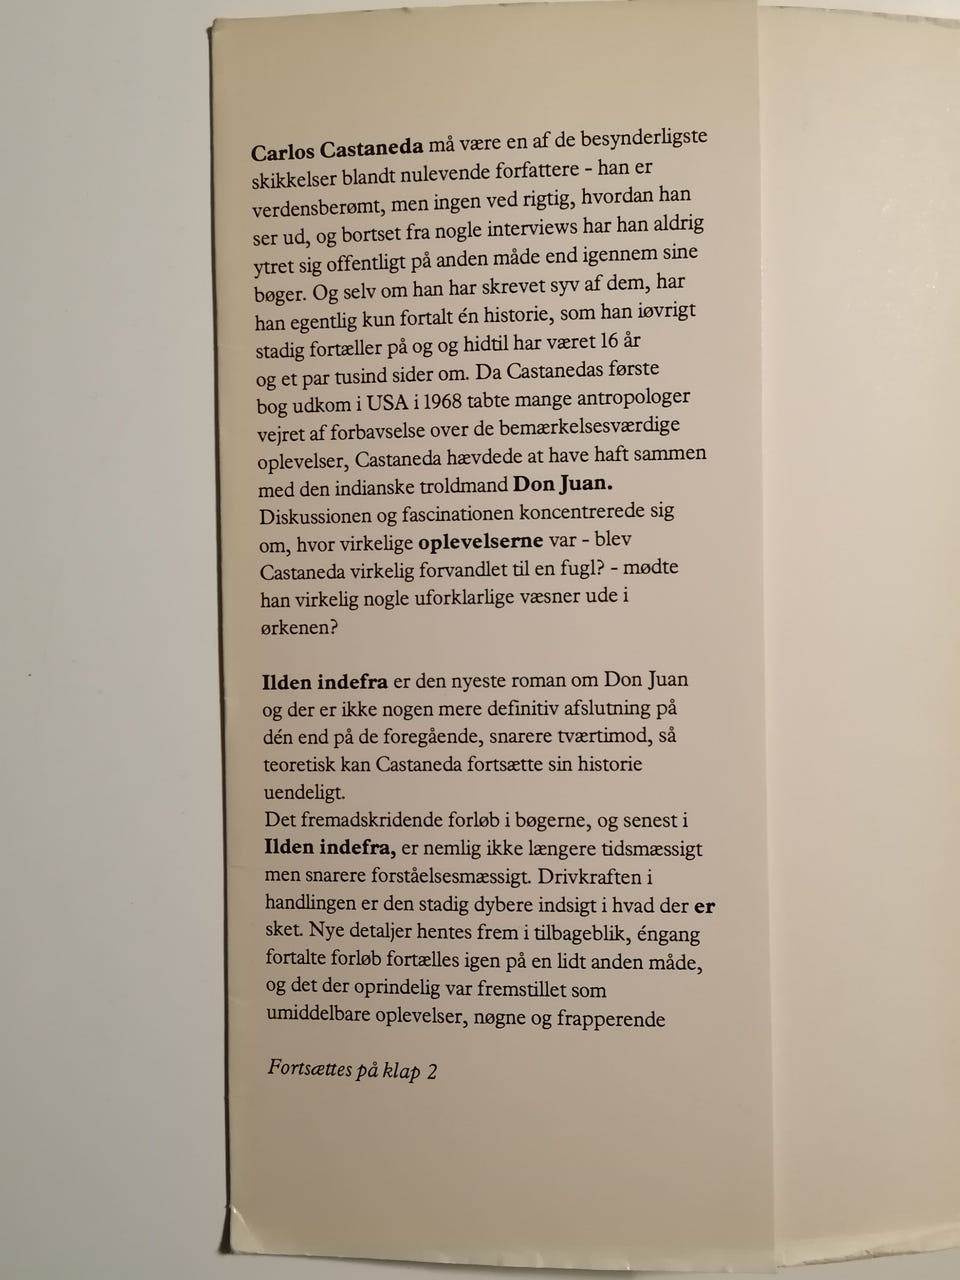 Carlos Castaneda må være en af de besynderligste
skikkelser blandt nulevende forfattere - han er
verdensberømt, men ingen ved rigtig, hvordan han
ser ud, og bortset fra nogle interviews har han aldrig
ytret sig offentligt på anden måde end igennem sine
bøger. Og selv om han har skrevet syv af dem, har
han egentlig kun fortalt én historie, som han iøvrigt
stadig fortæller på og og hidtil har været 16 år
og et par tusind sider om. Da Castanedas første
bog udkom i USA i 1968 tabte mange antropologer
vejret af forbavselse over de bemærkelsesværdige
oplevelser, Castaneda hævdede at have haft sammen
med den indianske troldmand Don Juan.
Diskussionen og fascinationen koncentrerede sig
om, hvor virkelige oplevelserne var - blev
Castaneda virkelig forvandlet til en fugl? - mødte
han virkelig nogle uforklarlige væsner ude i
ørkenen?
Ilden indefra er den nyeste roman om Don Juan
og der er ikke nogen mere definitiv afslutning på
dén end på de foregående, snarere tværtimod, så
teoretisk kan Castaneda fortsætte sin historie
uendeligt.
Det fremadskridende forløb i bøgerne, og senest i
Ilden indefra, er nemlig ikke længere tidsmæssigt
men snarere forståelsesmæssigt. Drivkraften i
handlingen er den stadig dybere indsigt i hvad der er
sket. Nye detaljer hentes frem i tilbageblik, éngang
fortalte forløb fortælles igen på en lidt anden måde,
og det der oprindelig var fremstillet som
umiddelbare oplevelser, nøgne og frapperende
Fortsættes på klap 2